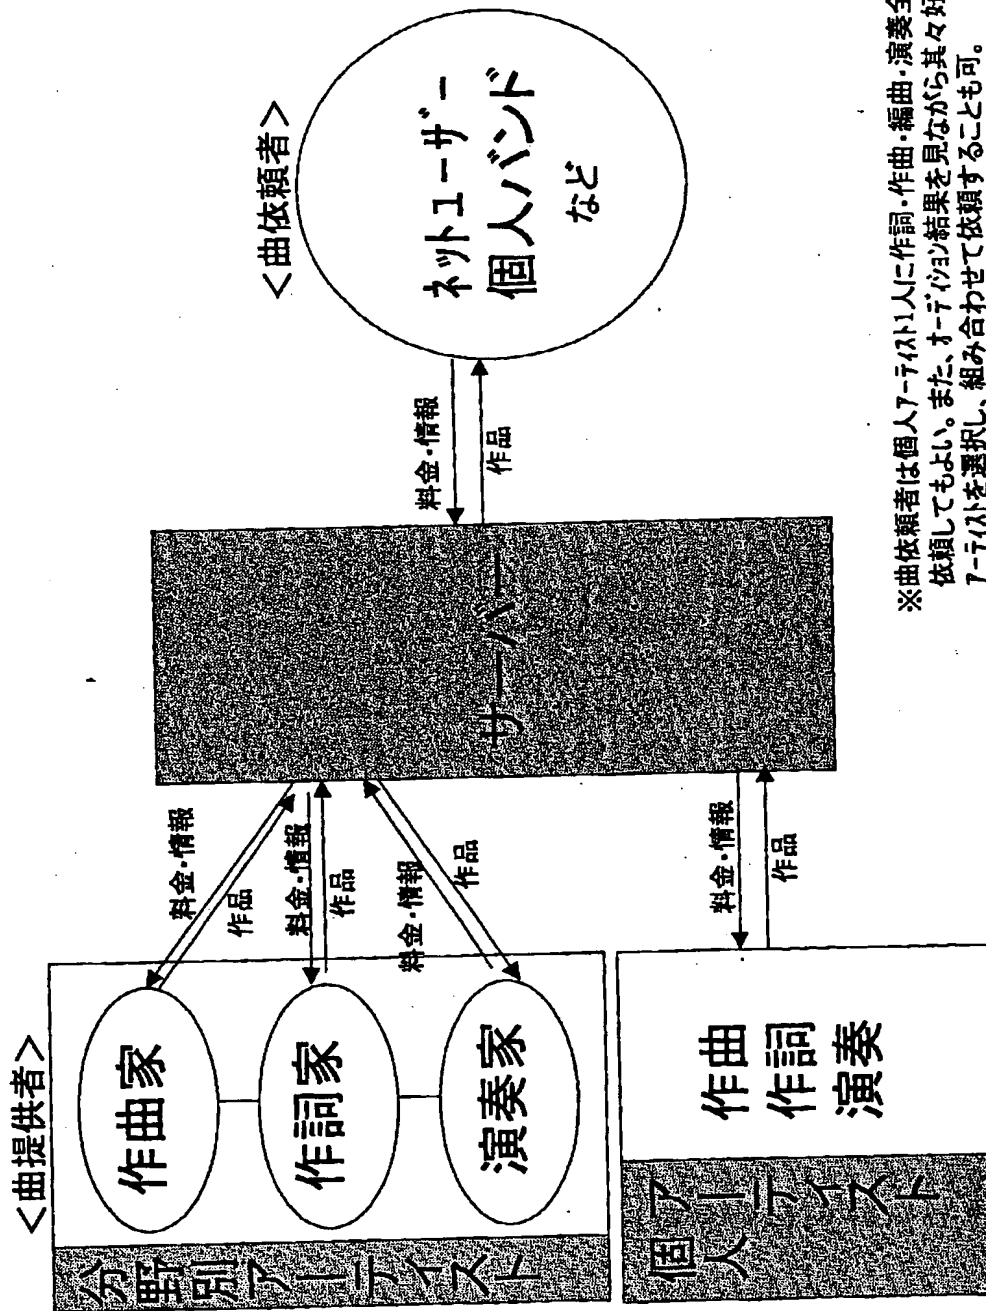 <曲提供者>
分野別アーティスト
作曲家
作詞家
演奏家
料金・情報
作品
料金・情報
作品
料金・情報
作品
個人
アーティスト
作曲
作詞
演奏
料金・情報
作品
サーバー
料金・情報
作品
<曲依頼者>
ネットユーザー
個人バンド
など
※曲依頼者は個人アーティスト1人に作詞・作曲・編曲・演奏全
依頼してもよい。また、オーディション結果を見ながら其々好
アーティストを選択し、組み合わせて依頼することも可。